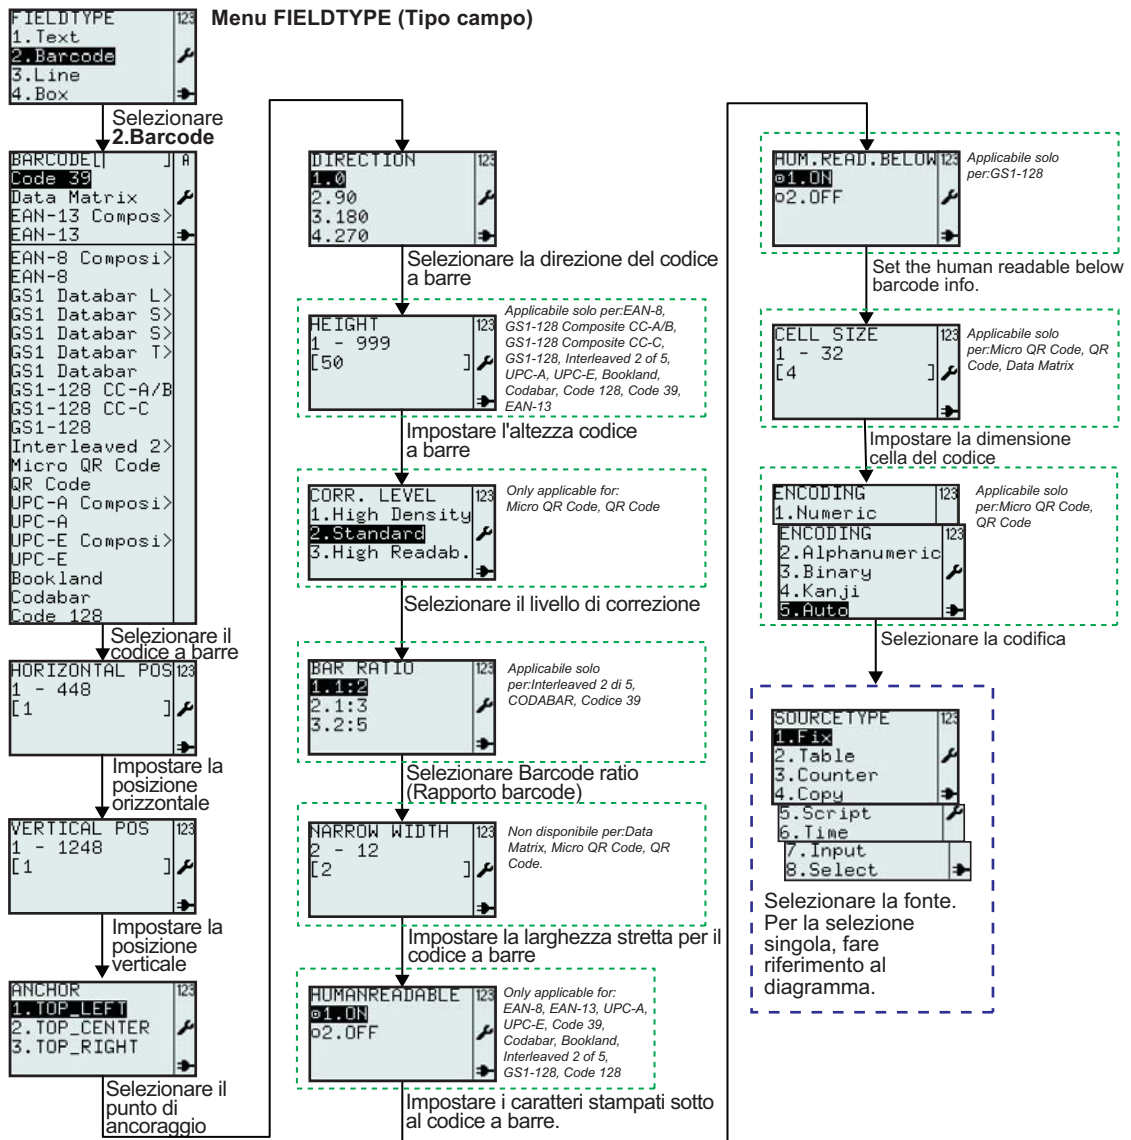 Menu FIELDTYPE (Tipo campo)
FIELDTYPE
123
1.Text
2.Barcode
3.Line
4.Box
Selezionare
2.Barcode
BARCODE[ ]
A
Code 39
Data Matrix
EAN-13 Compos>
EAN-13
EAN-8 Composi>
EAN-8
GS1 Databar L>
GS1 Databar S>
GS1 Databar S>
GS1 Databar T>
GS1 Databar
GS1-128 CC-A/B
GS1-128 CC-C
GS1-128
Interleaved 2>
Micro QR Code
QR Code
UPC-A Composi>
UPC-A
UPC-E Composi>
UPC-E
Bookland
Codabar
Code 128
Selezionare il
codice a barre
HORIZONTAL POS
123
1 - 448
[1 ]
Impostare la
posizione
orizzontale
VERTICAL POS
123
1 - 1248
[1 ]
Impostare la
posizione
verticale
ANCHOR
123
1.TOP_LEFT
2.TOP_CENTER
3.TOP_RIGHT
Selezionare il
punto di
ancoraggio
DIRECTION
123
1.0
2.90
3.180
4.270
Selezionare la direzione del codice
a barre
HEIGHT
123
1 - 999
[50 ]
Applicabile solo per:EAN-8,
GS1-128 Composite CC-A/B,
GS1-128 Composite CC-C,
GS1-128, Interleaved 2 of 5,
UPC-A, UPC-E, Bookland,
Codabar, Code 128, Code 39,
EAN-13
Impostare l'altezza codice
a barre
CORR. LEVEL
123
1.High Density
2.Standard
3.High Readab.
Only applicable for:
Micro QR Code, QR Code
Selezionare il livello di correzione
BAR RATIO
123
1.1:2
2.1:3
3.2:5
Applicabile solo
per:Interleaved 2 di 5,
CODABAR, Codice 39
Selezionare Barcode ratio
(Rapporto barcode)
NARROW WIDTH
123
2 - 12
[2 ]
Non disponibile per:Data
Matrix, Micro QR Code, QR
Code.
Impostare la larghezza stretta per il
codice a barre
HUMANREADABLE
123
1.ON
2.OFF
Only applicable for:
EAN-8, EAN-13, UPC-A,
UPC-E, Code 39,
Codabar, Bookland,
Interleaved 2 of 5,
GS1-128, Code 128
Impostare i caratteri stampati sotto
al codice a barre.
HUM.READ.BELOW
123
1.ON
2.OFF
Applicabile solo
per:GS1-128
Set the human readable below
barcode info.
CELL SIZE
123
1 - 32
[4 ]
Applicabile solo
per:Micro QR Code, QR
Code, Data Matrix
Impostare la dimensione
cella del codice
ENCODING
123
1.Numeric
ENCODING
123
2.Alphanumeric
3.Binary
4.Kanji
5.Auto
Applicabile solo
per:Micro QR Code,
QR Code
Selezionare la codifica
SOURCETYPE
123
1.Fix
2.Table
3.Counter
4.Copy
5.Script
6.Time
7.Input
8.Select
Selezionare la fonte.
Per la selezione
singola, fare
riferimento al
diagramma.